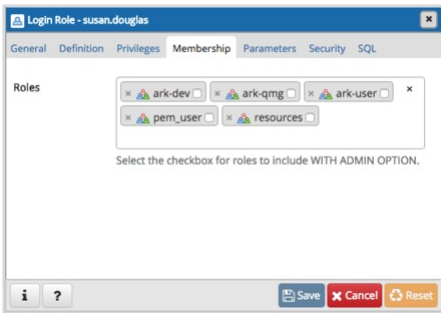 Login Role - susan.douglas
General Definition Privileges Membership Parameters Security SQL
Roles
× ark-dev × ark-qmg × ark-user ×
× pem_user × resources
Select the checkbox for roles to include WITH ADMIN OPTION.
i ? Save Cancel Reset